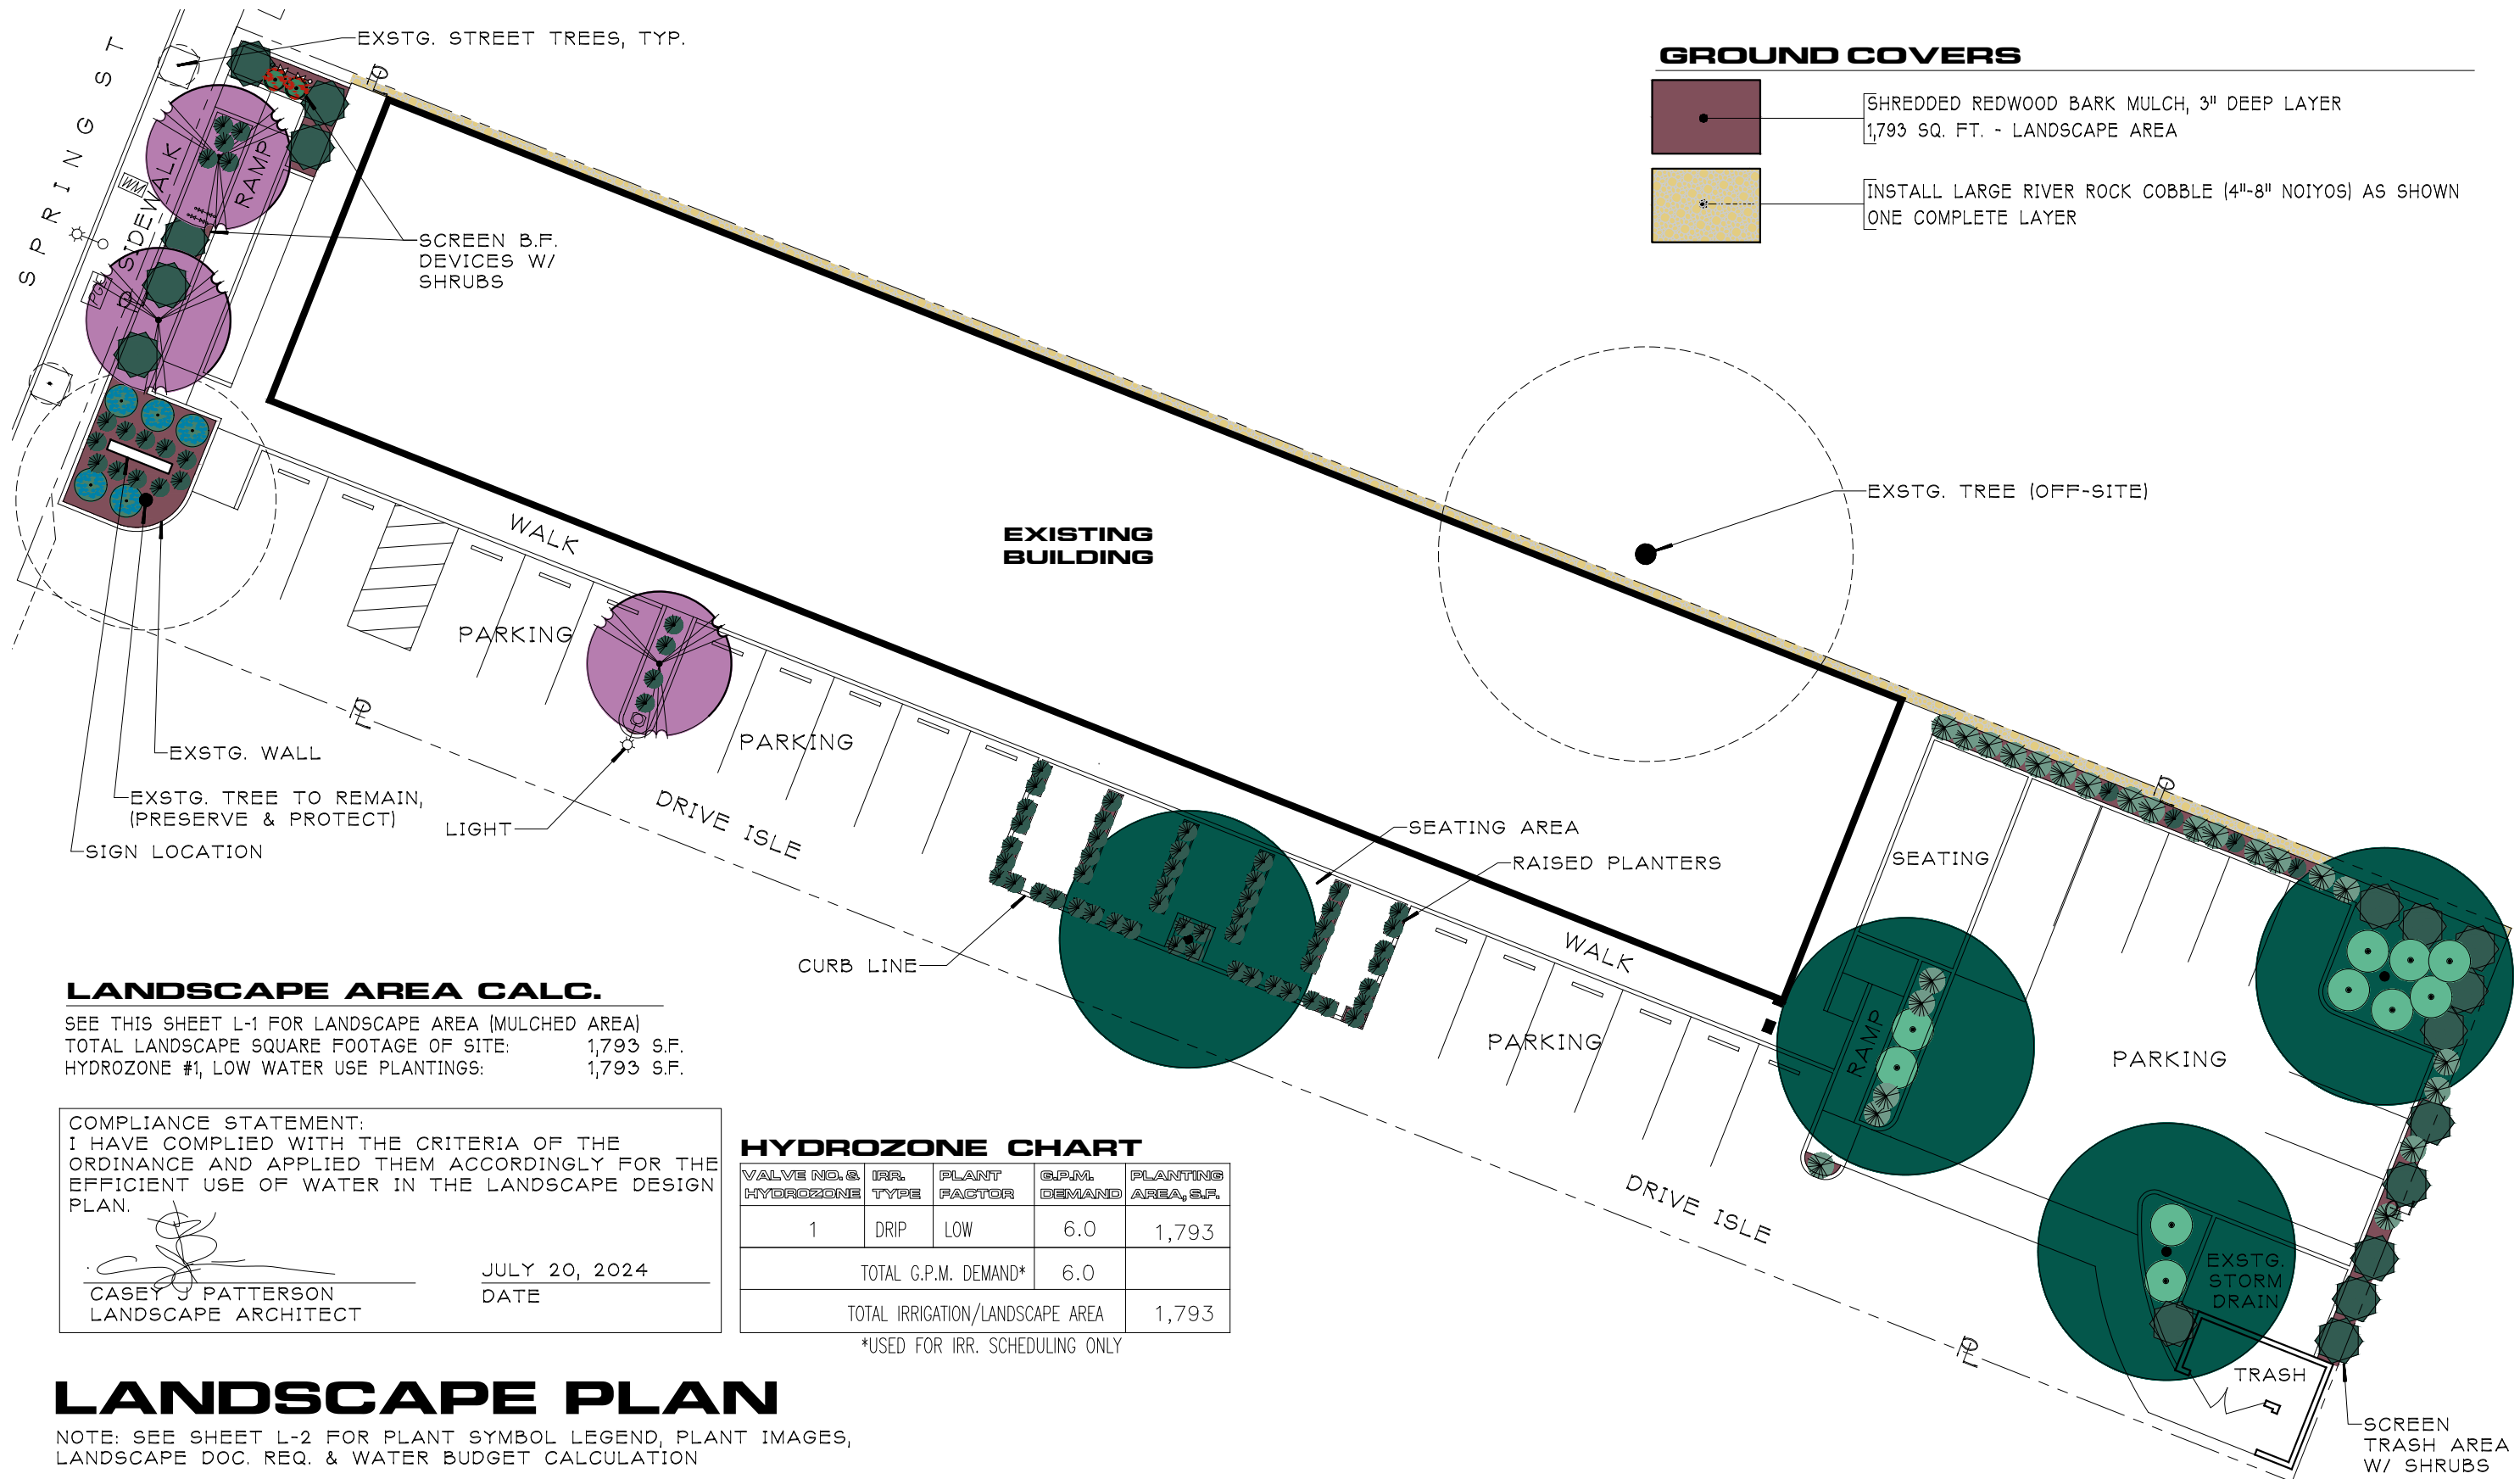 EXSTG. STREET TREES, TYP.
SPRING ST
SIDEWALK
RAMP
WM
PG&E
SCREEN B.F.
DEVICES W/
SHRUBS
GROUND COVERS
SHREDDED REDWOOD BARK MULCH, 3" DEEP LAYER
1,793 SQ. FT. - LANDSCAPE AREA
INSTALL LARGE RIVER ROCK COBBLE (4"-8" NOIYOS) AS SHOWN
ONE COMPLETE LAYER
EXSTG. TREE (OFF-SITE)
EXISTING
BUILDING
WALK
PARKING
PL
PARKING
DRIVE ISLE
LIGHT
EXSTG. WALL
EXSTG. TREE TO REMAIN,
(PRESERVE & PROTECT)
SIGN LOCATION
SEATING AREA
RAISED PLANTERS
CURB LINE
WALK
PARKING
SEATING
RAMP
PARKING
PL
PL
DRIVE ISLE
PL
EXSTG.
STORM
DRAIN
TRASH
SCREEN
TRASH AREA
W/ SHRUBS
LANDSCAPE AREA CALC.
SEE THIS SHEET L-1 FOR LANDSCAPE AREA (MULCHED AREA)
TOTAL LANDSCAPE SQUARE FOOTAGE OF SITE: 1,793 S.F.
HYDROZONE #1, LOW WATER USE PLANTINGS: 1,793 S.F.
COMPLIANCE STATEMENT:
I HAVE COMPLIED WITH THE CRITERIA OF THE
ORDINANCE AND APPLIED THEM ACCORDINGLY FOR THE
EFFICIENT USE OF WATER IN THE LANDSCAPE DESIGN
PLAN.
JULY 20, 2024
CASEY J PATTERSON
DATE
LANDSCAPE ARCHITECT
HYDROZONE CHART
VALVE NO. & HYDROZONE IRR. TYPE PLANT FACTOR G.P.M. DEMAND PLANTING AREA, S.F.
1 DRIP LOW 6.0 1,793
TOTAL G.P.M. DEMAND* 6.0
TOTAL IRRIGATION/LANDSCAPE AREA 1,793
*USED FOR IRR. SCHEDULING ONLY
LANDSCAPE PLAN
NOTE: SEE SHEET L-2 FOR PLANT SYMBOL LEGEND, PLANT IMAGES,
LANDSCAPE DOC. REQ. & WATER BUDGET CALCULATION